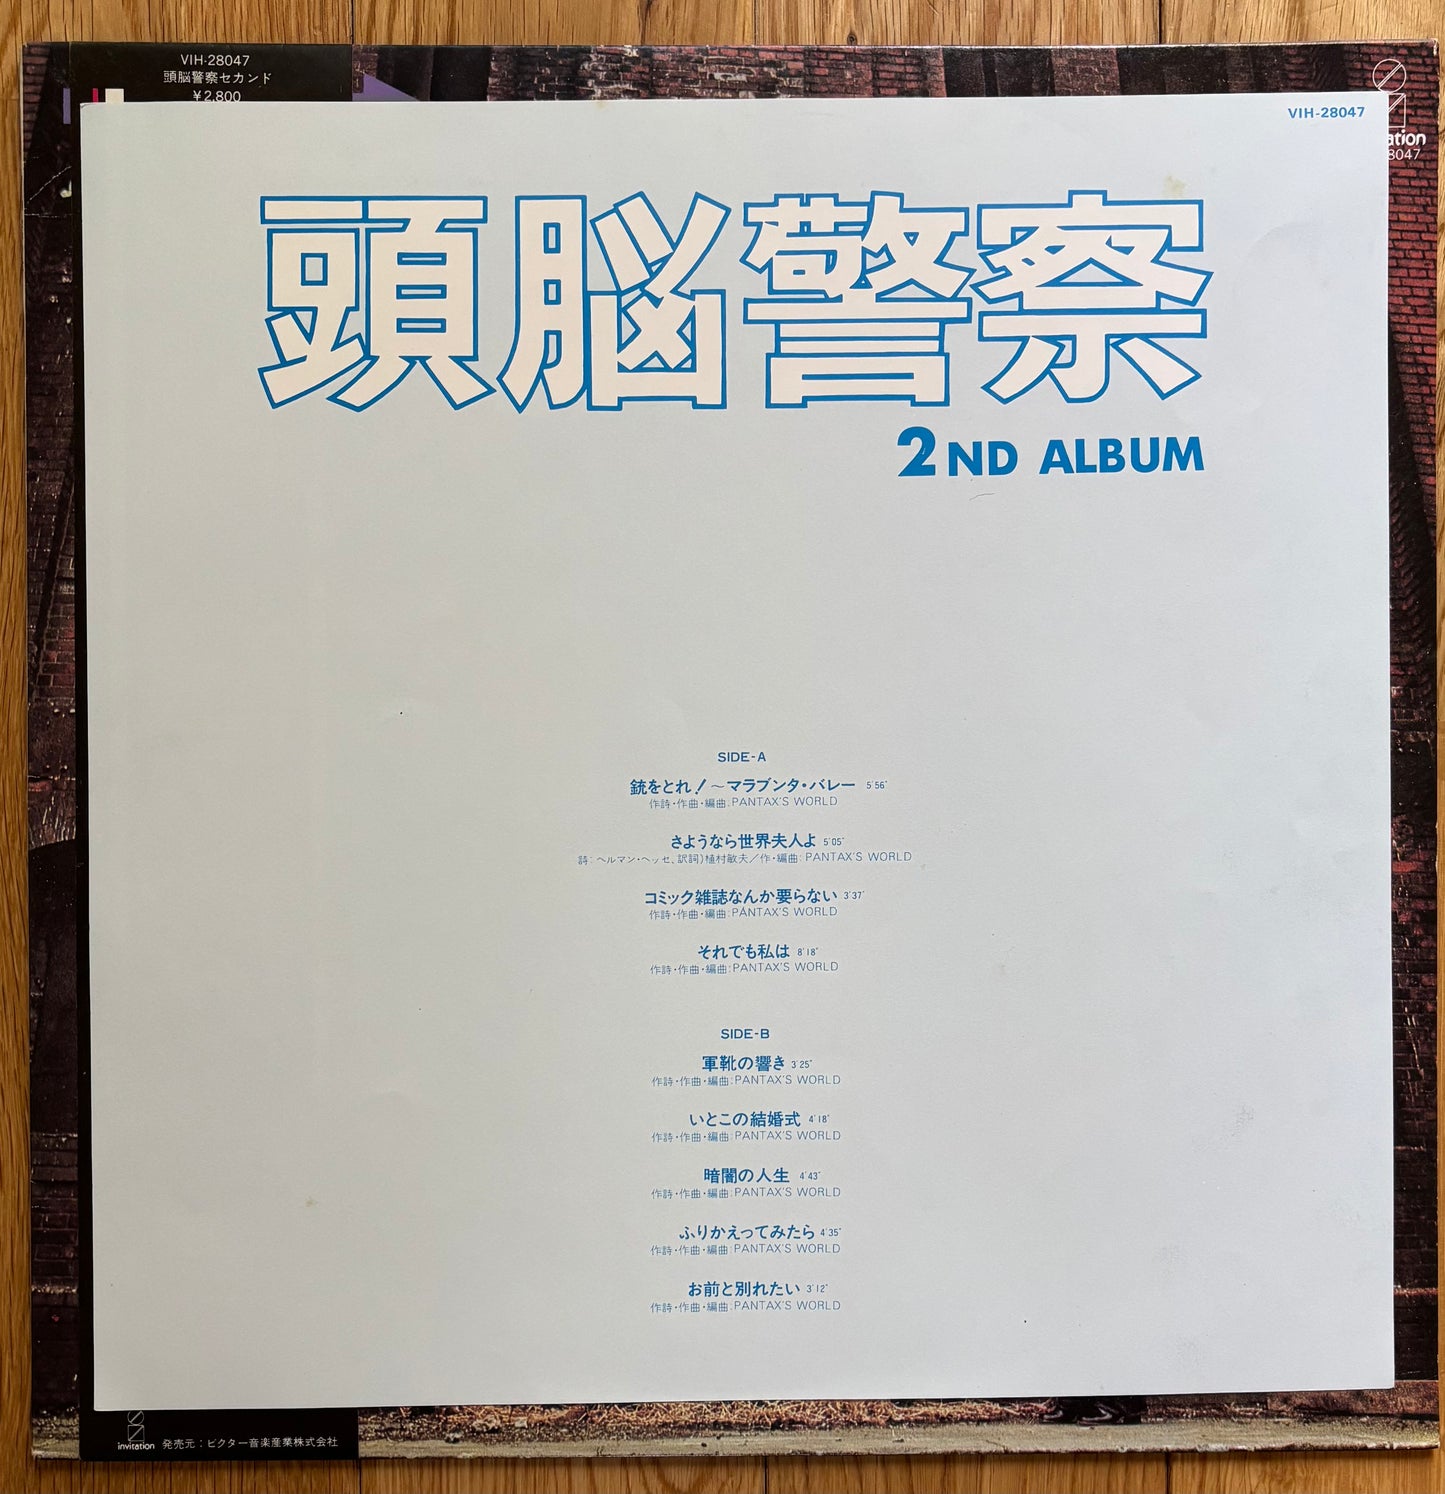 VIH-28047
頭脳警察セカンド
¥2,800
ation
8047
VIH-28047
頭脳警察
2ND ALBUM
SIDE-A
銃をとれ!〜マラブンタ・バレー 5'56"
作詩・作曲・編曲:PANTAX'S WORLD
さようなら世界夫人よ 5'05"
詩:ヘルマン・ヘッセ、訳詞)植村敏夫/作・編曲:PANTAX'S WORLD
コミック雑誌なんか要らない 3'37"
作詩・作曲・編曲:PANTAX'S WORLD
それでも私は 8'18"
作詩・作曲・編曲:PANTAX'S WORLD
SIDE-B
軍靴の響き 3'25"
作詩・作曲・編曲:PANTAX'S WORLD
いとこの結婚式 4'18"
作詩・作曲・編曲:PANTAX'S WORLD
暗闇の人生 4'43"
作詩・作曲・編曲:PANTAX'S WORLD
ふりかえってみたら 4'35"
作詩・作曲・編曲:PANTAX'S WORLD
お前と別れたい 3'12"
作詩・作曲・編曲:PANTAX'S WORLD
invitation 発売元:ビクター音楽産業株式会社